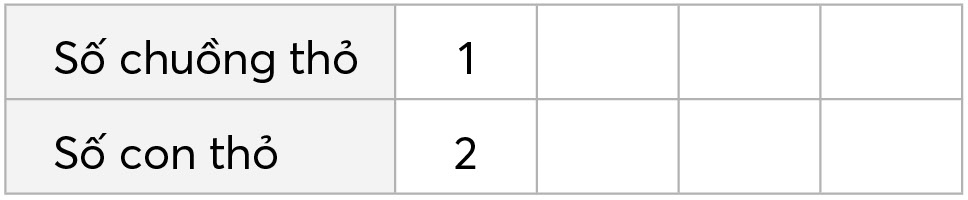 Số chuồng thỏ 1
Số con thỏ 2